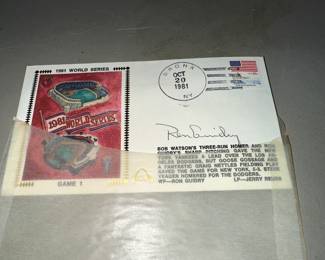 1981 WORLD SERIES
BRONX
OCT
20
1981
NY
1981 WORLD SERIES
Ron Guidry
GAME 1
BOB WATSON'S THREE-RUN HOMER AND RON
GUIDRY'S SHARP PITCHING GAVE THE NEW
YORK YANKEES A LEAD OVER THE LOS AN-
GELES DODGERS, BUT GOOSE GOSSAGE AND
A FANTASTIC GRAIG NETTLES FIELDING PLAY
SAVED THE GAME FOR NEW YORK, 5-3. STEVE
YEAGER HOMERED FOR THE DODGERS.
WP—RON GUIDRY LP—JERRY REUSS